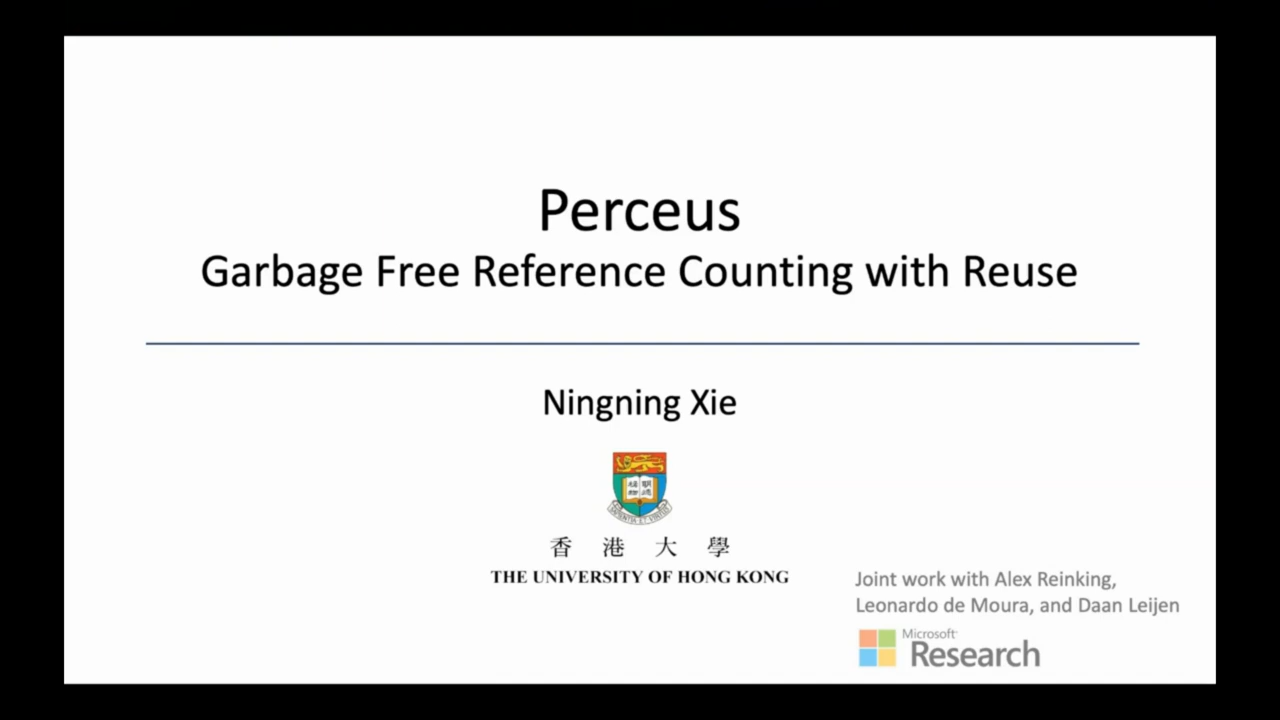 Perceus
Garbage Free Reference Counting with Reuse
Ningning Xie
香港大學
THE UNIVERSITY OF HONG KONG
Joint work with Alex Reinking,
Leonardo de Moura, and Daan Leijen
Microsoft
Research